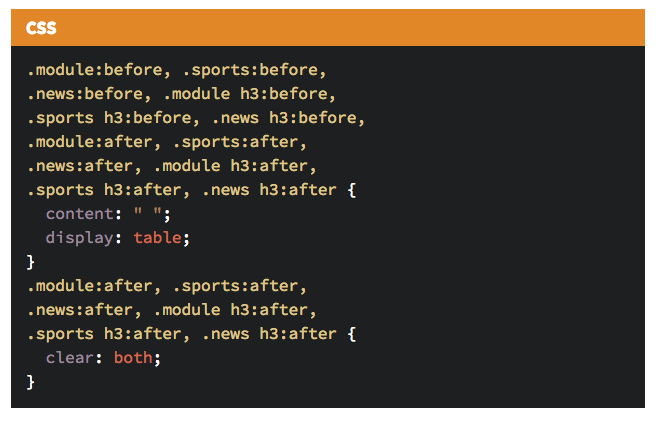 CSS
.module:before, .sports:before,
.news:before, .module h3:before,
.sports h3:before, .news h3:before,
.module:after, .sports:after,
.news:after, .module h3:after,
.sports h3:after, .news h3:after {
  content: " ";
  display: table;
}
.module:after, .sports:after,
.news:after, .module h3:after,
.sports h3:after, .news h3:after {
  clear: both;
}